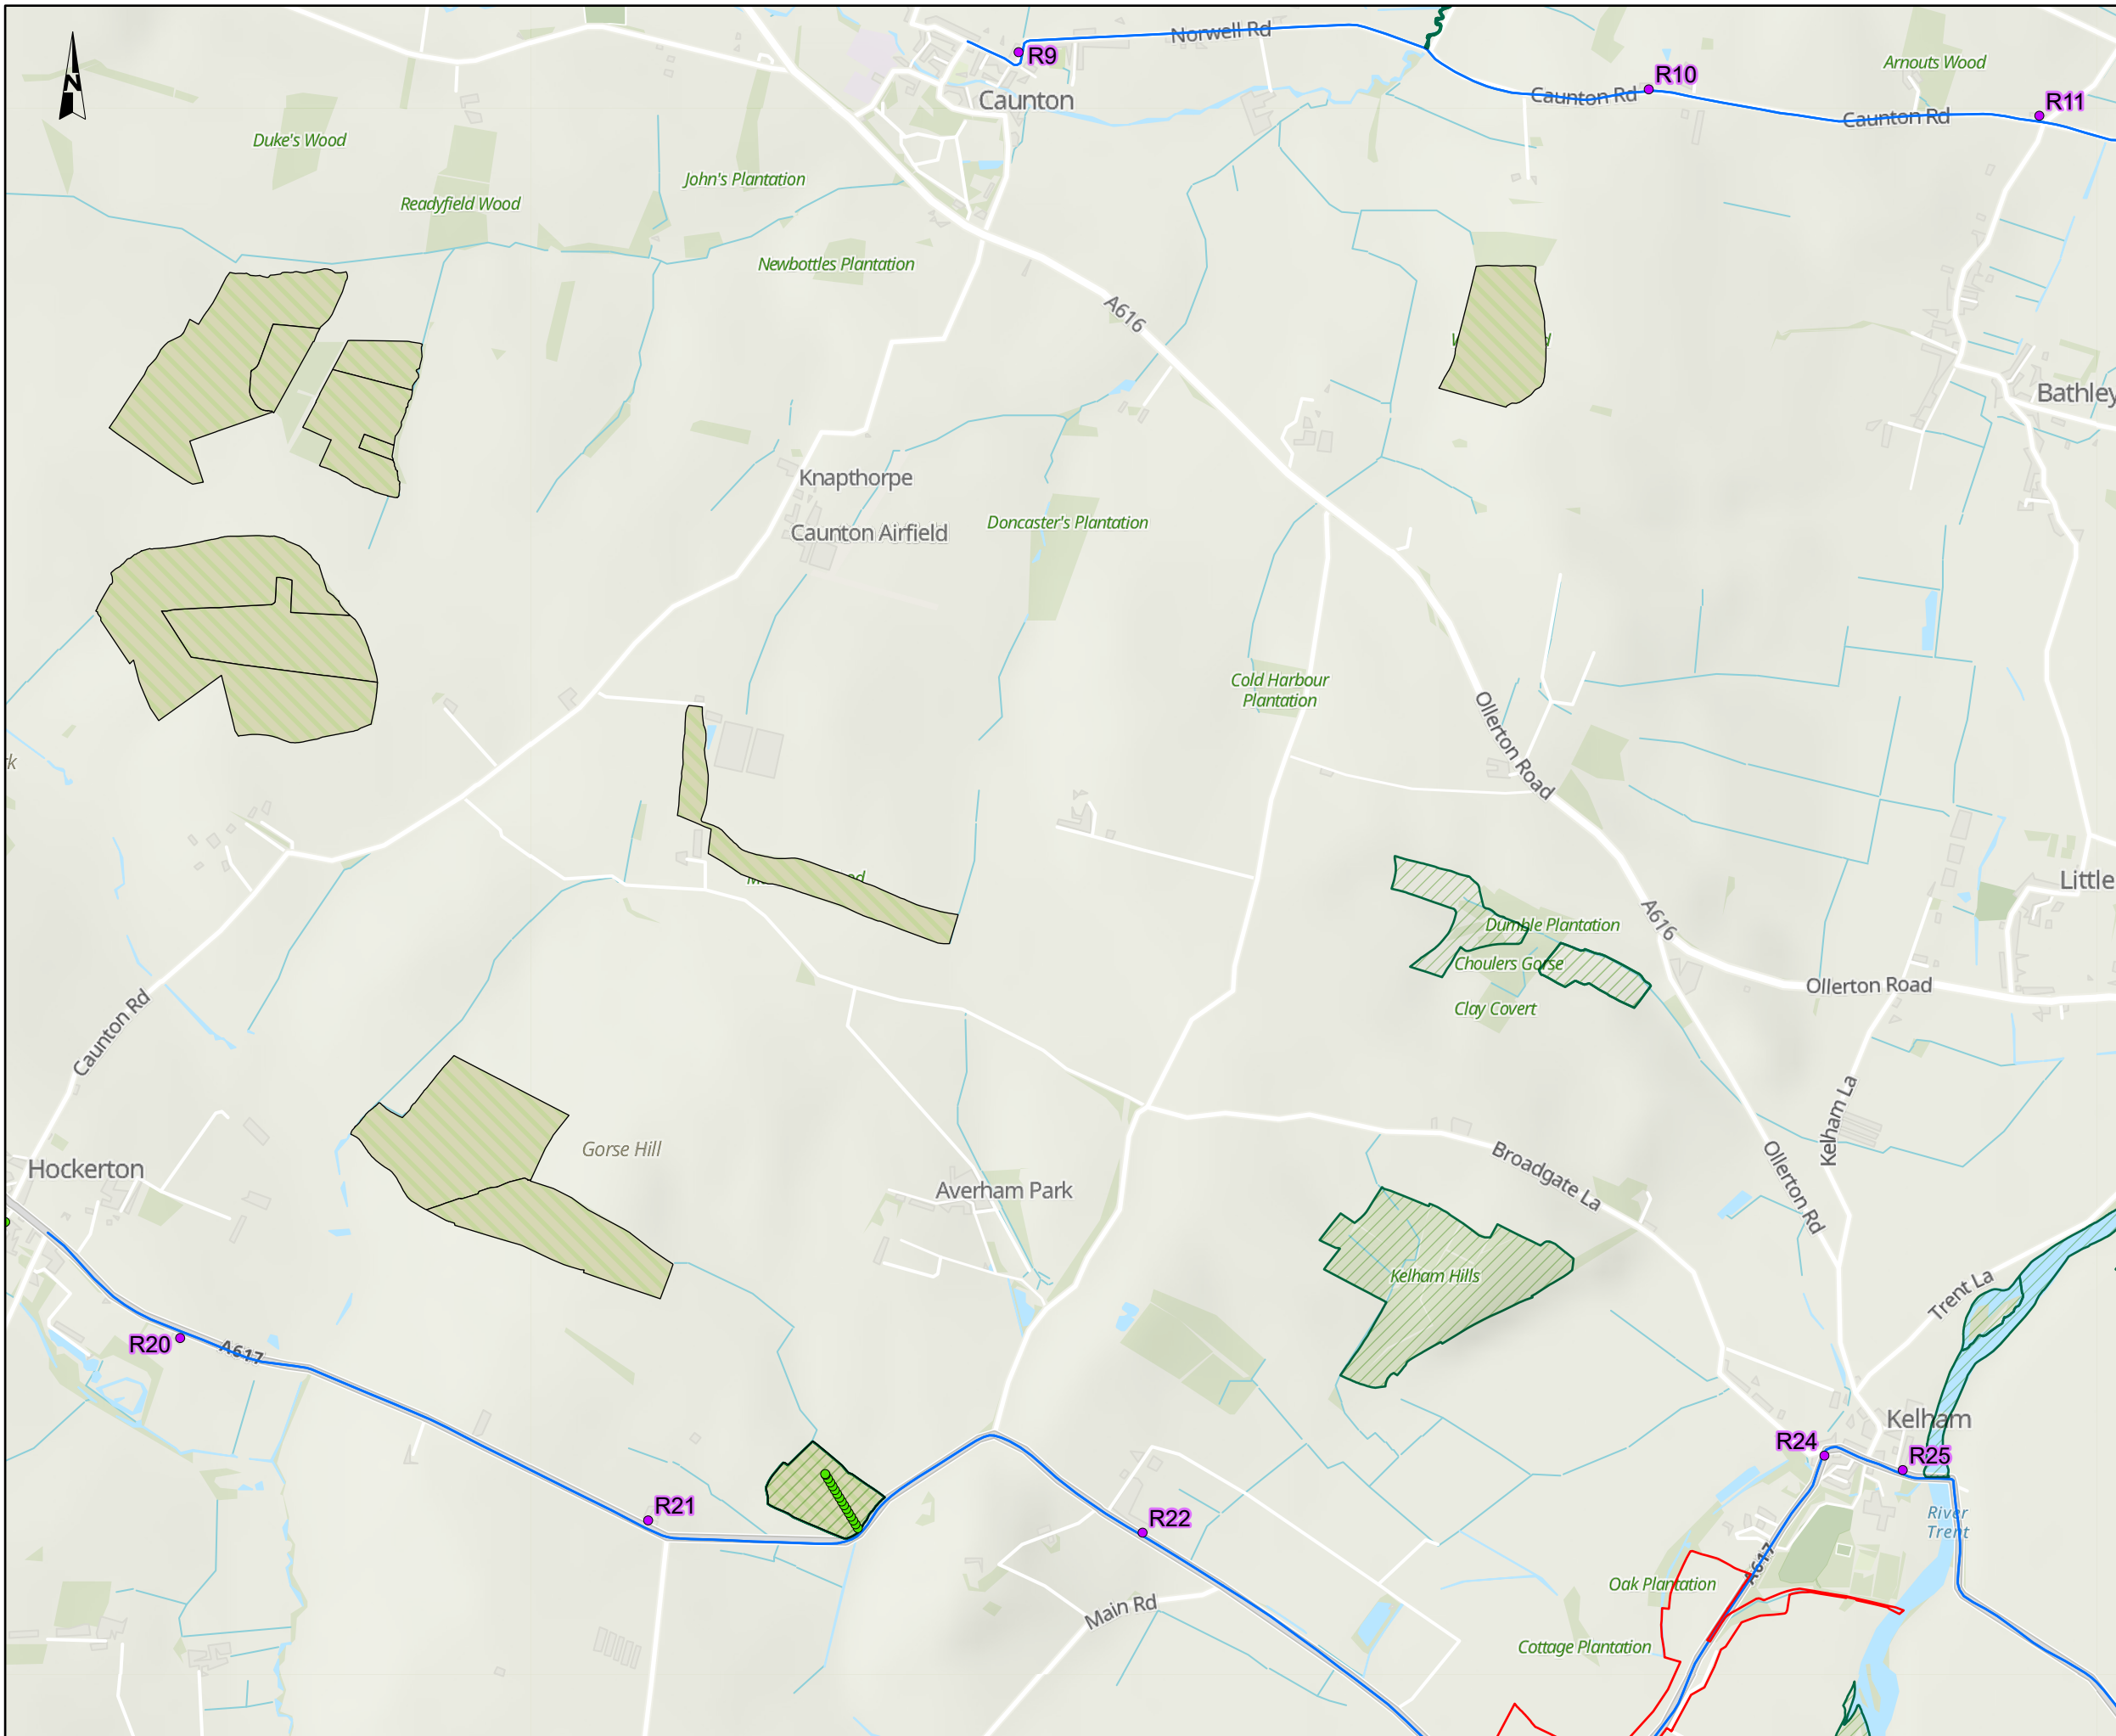 N
Norwell Rd
R9
Caunton
R10
Caunton Rd
Arnouts Wood
R11
Caunton Rd
Duke's Wood
John's Plantation
Readyfield Wood
Newbottles Plantation
A616
Bathley
Knapthorpe
Caunton Airfield
Doncaster's Plantation
Cold Harbour
Plantation
Ollerton Road
Little
A616
Dumble Plantation
Choulers Gorse
Clay Covert
Ollerton Road
Caunton Rd
Kelham La
Gorse Hill
Hockerton
Averham Park
Broadgate La
Ollerton Rd
Kelham Hills
Trent La
R20
A617
Kelham
R24
R25
R21
R22
River
Trent
A617
Oak Plantation
Main Rd
Cottage Plantation